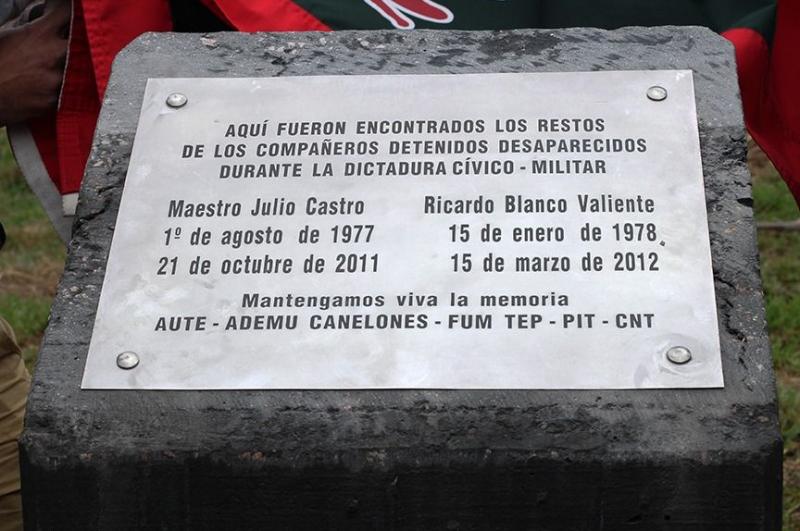 AQUÍ FUERON ENCONTRADOS LOS RESTOS
DE LOS COMPAÑEROS DETENIDOS DESAPARECIDOS
DURANTE LA DICTADURA CÍVICO - MILITAR
Maestro Julio Castro
1º de agosto de 1977
21 de octubre de 2011
Ricardo Blanco Valiente
15 de enero de 1978
15 de marzo de 2012
Mantengamos viva la memoria
AUTE - ADEMU CANELONES - FUM TEP - PIT - CNT